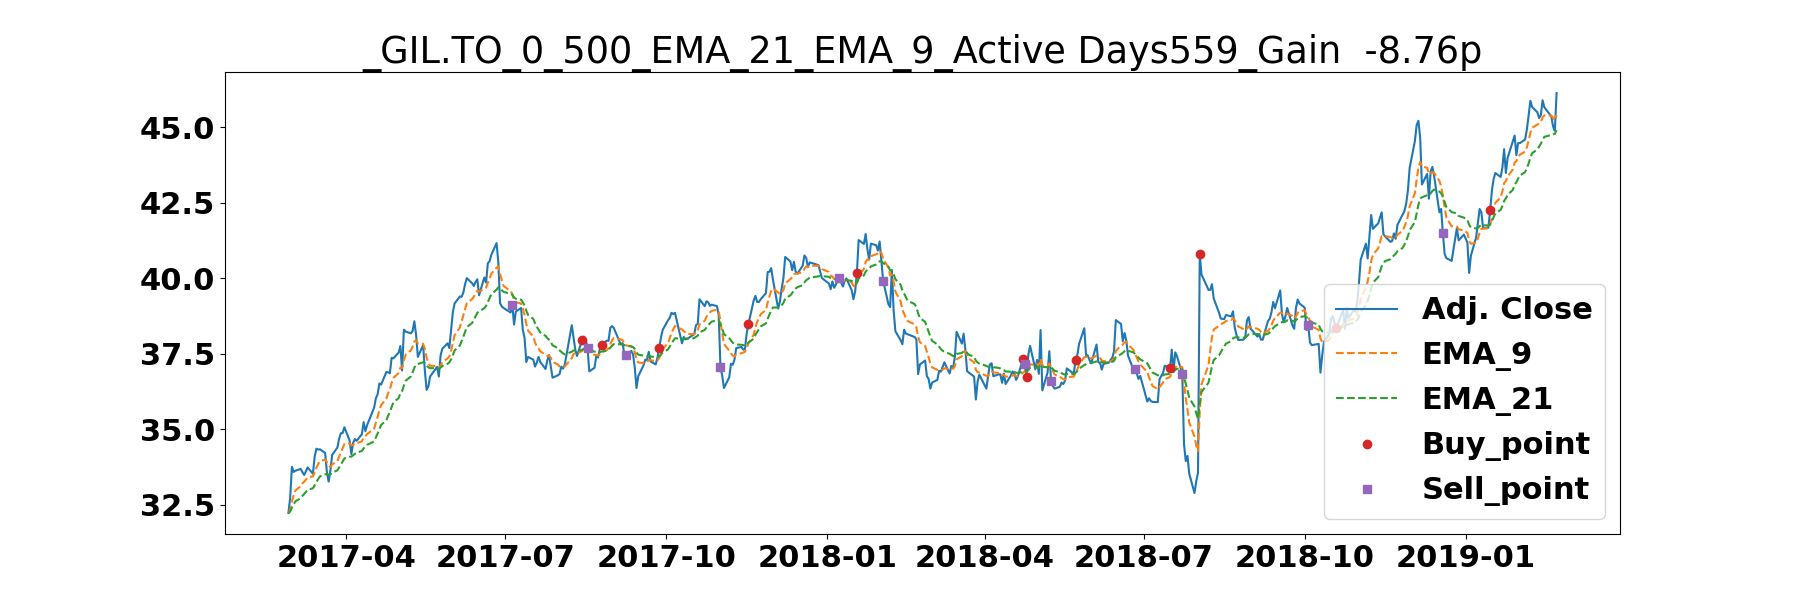 _GIL.TO_0_500_EMA_21_EMA_9_Active Days559_Gain  -8.76p
45.0
42.5
40.0
37.5
35.0
32.5
Adj. Close
EMA_9
EMA_21
Buy_point
Sell_point
2017-04 2017-07 2017-10 2018-01 2018-04 2018-07 2018-10 2019-01